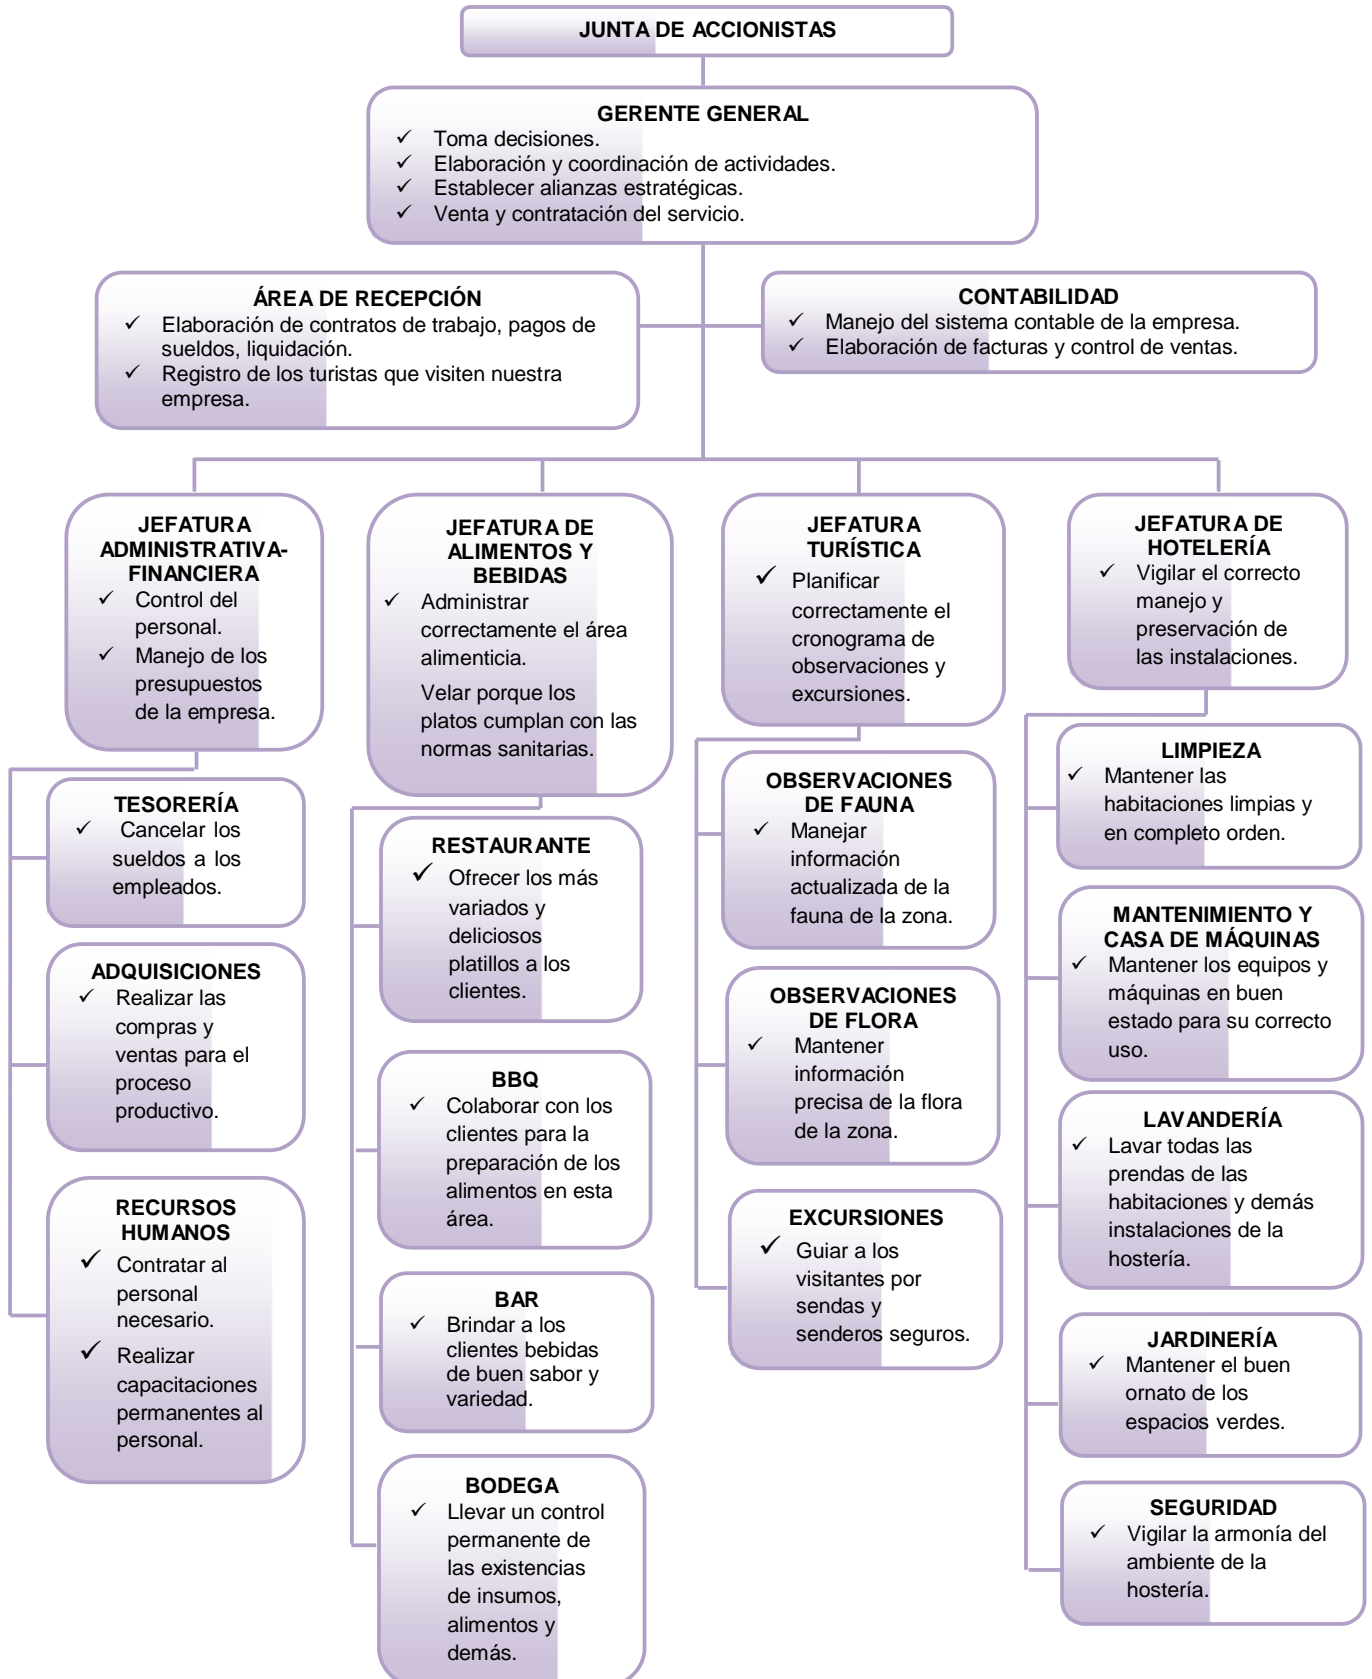 JUNTA DE ACCIONISTAS
GERENTE GENERAL
✓ Toma decisiones.
✓ Elaboración y coordinación de actividades.
✓ Establecer alianzas estratégicas.
✓ Venta y contratación del servicio.
ÁREA DE RECEPCIÓN
✓ Elaboración de contratos de trabajo, pagos de
sueldos, liquidación.
✓ Registro de los turistas que visiten nuestra
empresa.
CONTABILIDAD
✓ Manejo del sistema contable de la empresa.
✓ Elaboración de facturas y control de ventas.
JEFATURA
ADMINISTRATIVA-
FINANCIERA
✓ Control del
personal.
✓ Manejo de los
presupuestos
de la empresa.
TESORERÍA
✓ Cancelar los
sueldos a los
empleados.
ADQUISICIONES
✓ Realizar las
compras y
ventas para el
proceso
productivo.
RECURSOS
HUMANOS
✓ Contratar al
personal
necesario.
✓ Realizar
capacitaciones
permanentes al
personal.
JEFATURA DE
ALIMENTOS Y
BEBIDAS
✓ Administrar
correctamente el área
alimenticia.
Velar porque los
platos cumplan con las
normas sanitarias.
RESTAURANTE
✓ Ofrecer los más
variados y
deliciosos
platillos a los
clientes.
BBQ
✓ Colaborar con los
clientes para la
preparación de los
alimentos en esta
área.
BAR
✓ Brindar a los
clientes bebidas
de buen sabor y
variedad.
BODEGA
✓ Llevar un control
permanente de
las existencias
de insumos,
alimentos y
demás.
JEFATURA
TURÍSTICA
✓ Planificar
correctamente el
cronograma de
observaciones y
excursiones.
OBSERVACIONES
DE FAUNA
✓ Manejar
información
actualizada de la
fauna de la zona.
OBSERVACIONES
DE FLORA
✓ Mantener
información
precisa de la flora
de la zona.
EXCURSIONES
✓ Guiar a los
visitantes por
sendas y
senderos seguros.
JEFATURA DE
HOTELERÍA
✓ Vigilar el correcto
manejo y
preservación de
las instalaciones.
LIMPIEZA
✓ Mantener las
habitaciones limpias y
en completo orden.
MANTENIMIENTO Y
CASA DE MÁQUINAS
✓ Mantener los equipos y
máquinas en buen
estado para su correcto
uso.
LAVANDERÍA
✓ Lavar todas las
prendas de las
habitaciones y demás
instalaciones de la
hostería.
JARDINERÍA
✓ Mantener el buen
ornato de los
espacios verdes.
SEGURIDAD
✓ Vigilar la armonía del
ambiente de la
hostería.